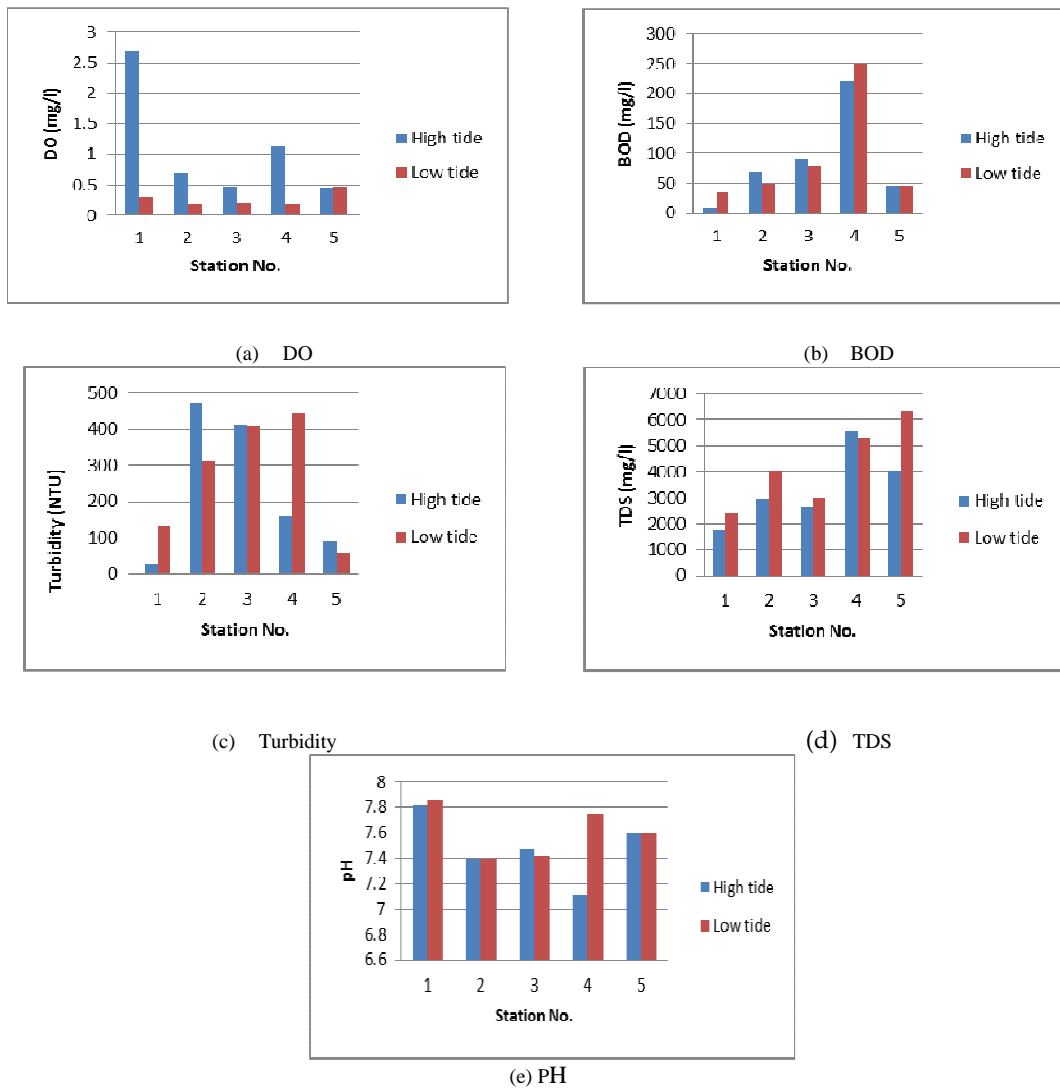 3
2.5
2
1.5
1
0.5
0
DO (mg/l)
High tide
Low tide
1 2 3 4 5
Station No.
(a) DO
300
250
200
150
100
50
0
BOD (mg/l)
High tide
Low tide
1 2 3 4 5
Station No.
(b) BOD
500
400
300
200
100
0
Turbidity (NTU)
High tide
Low tide
1 2 3 4 5
Station No.
(c) Turbidity
7000
6000
5000
4000
3000
2000
1000
0
TDS (mg/l)
High tide
Low tide
1 2 3 4 5
Station No.
(d) TDS
8
7.8
7.6
7.4
7.2
7
6.8
6.6
pH
High tide
Low tide
1 2 3 4 5
Station No.
(e) PH